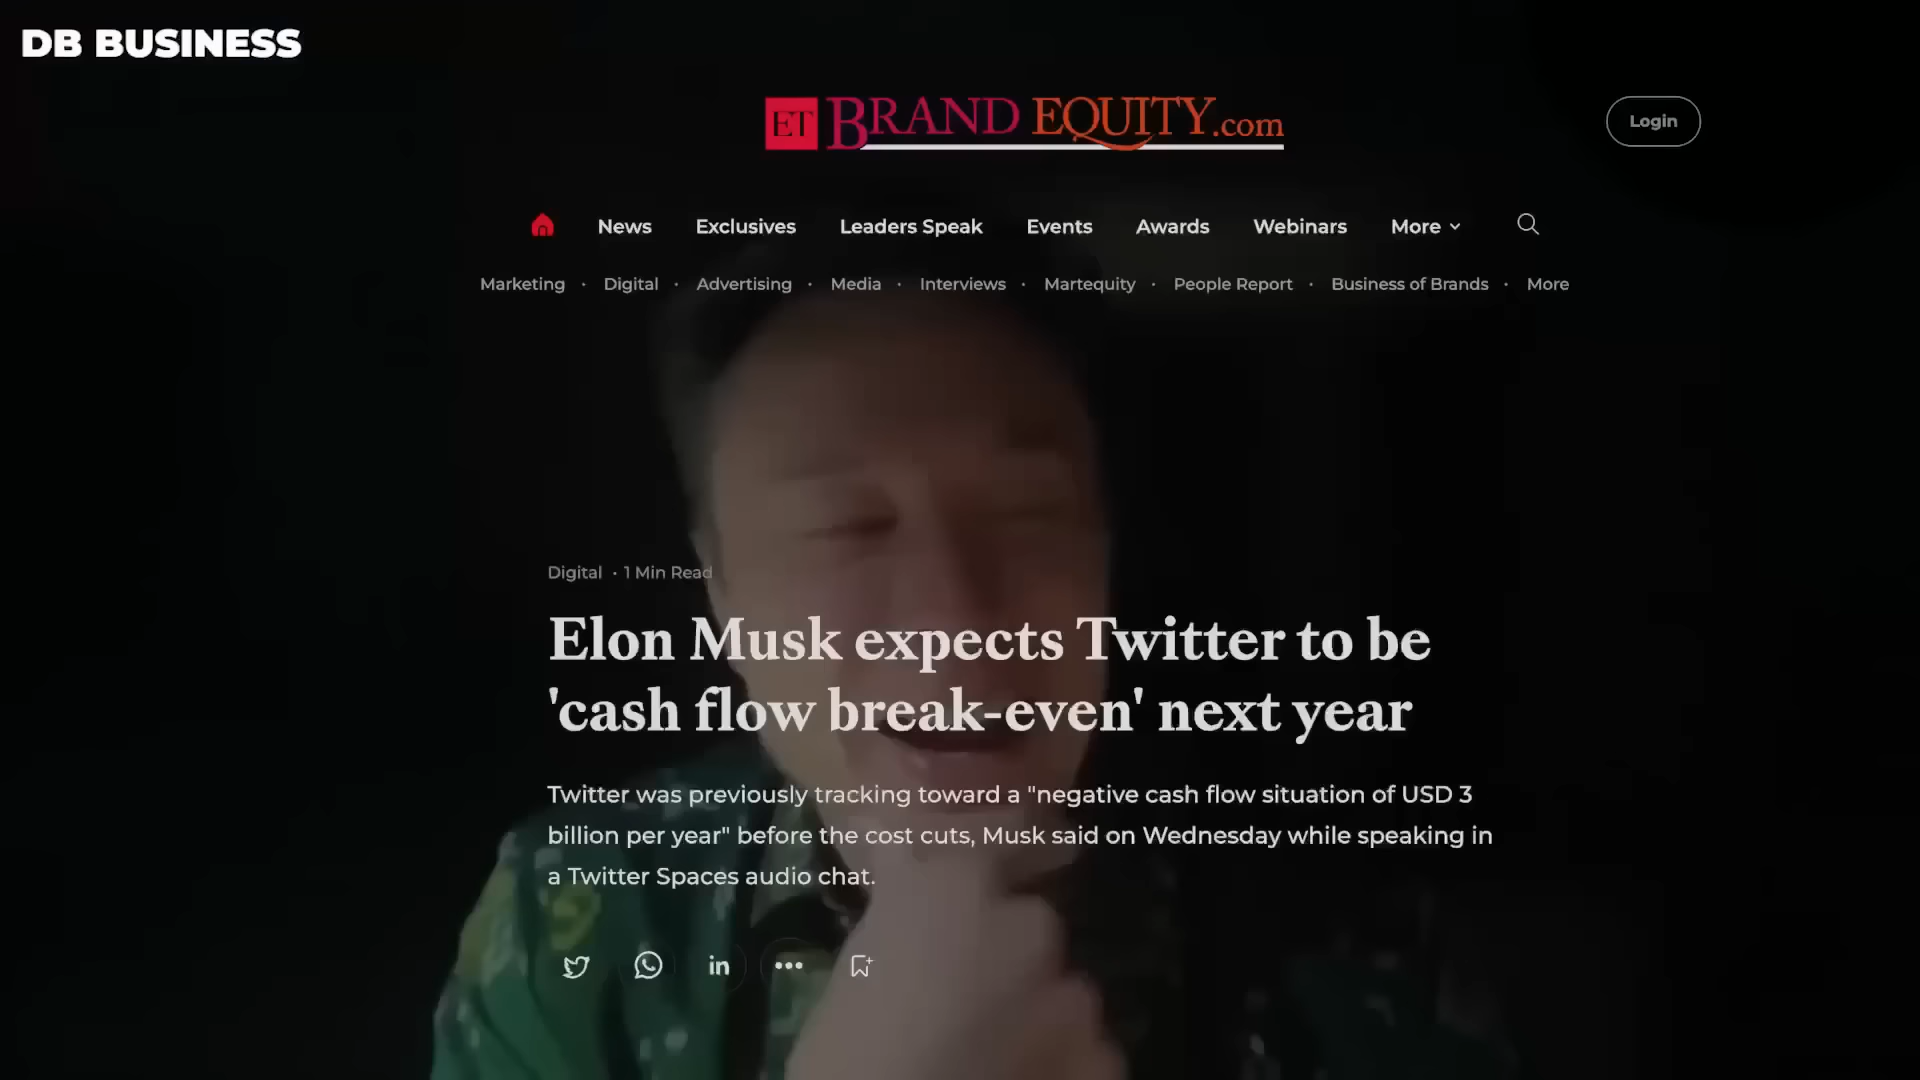 DB BUSINESS
ET BRAND EQUITY.com
Login
News Exclusives Leaders Speak Events Awards Webinars More
Marketing · Digital · Advertising · Media · Interviews · Martequity · People Report · Business of Brands · More
Digital · 1 Min Read
Elon Musk expects Twitter to be
'cash flow break-even' next year
Twitter was previously tracking toward a "negative cash flow situation of USD 3
billion per year" before the cost cuts, Musk said on Wednesday while speaking in
a Twitter Spaces audio chat.
in